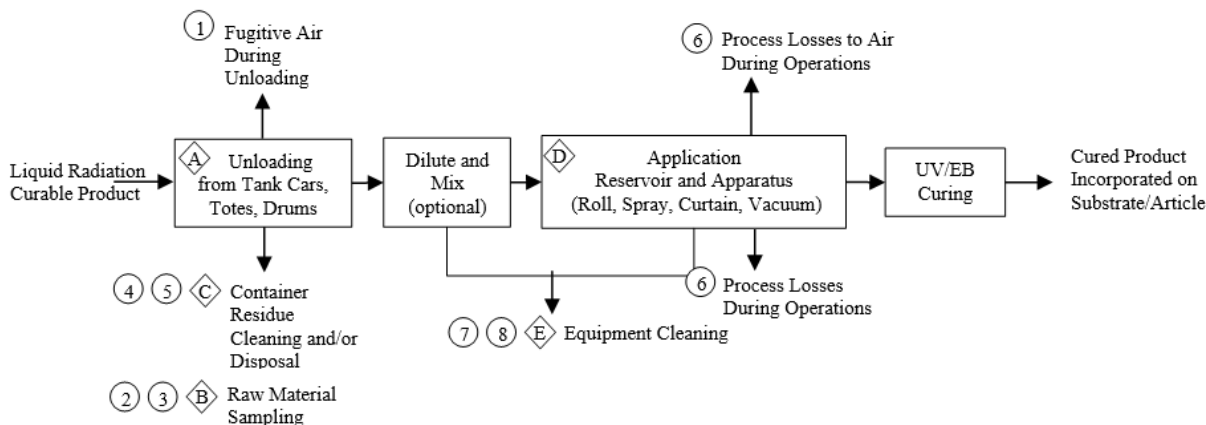 1
Fugitive Air
During
Unloading
6
Process Losses to Air
During Operations
Liquid Radiation
Curable Product
A
Unloading
from Tank Cars,
Totes, Drums
Dilute and
Mix
(optional)
D
Application
Reservoir and Apparatus
(Roll, Spray, Curtain, Vacuum)
UV/EB
Curing
Cured Product
Incorporated on
Substrate/Article
4 5 C Container
Residue
Cleaning and/or
Disposal
6 Process Losses
During Operations
7 8 E Equipment Cleaning
2 3 B Raw Material
Sampling